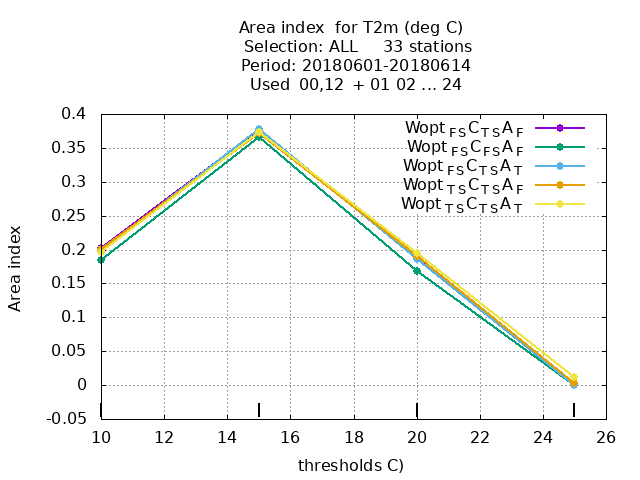 Area index  for T2m (deg C)
Selection: ALL     33 stations
Period: 20180601-20180614
Used  00,12  + 01 02 ... 24
0.4
0.35
0.3
0.25
0.2
0.15
0.1
0.05
0
-0.05
Area index
Wopt FS C TS A F
Wopt FS C FS A F
Wopt FS C TS A T
Wopt TS C TS A F
Wopt TS C TS A T
10 12 14 16 18 20 22 24 26
thresholds C)